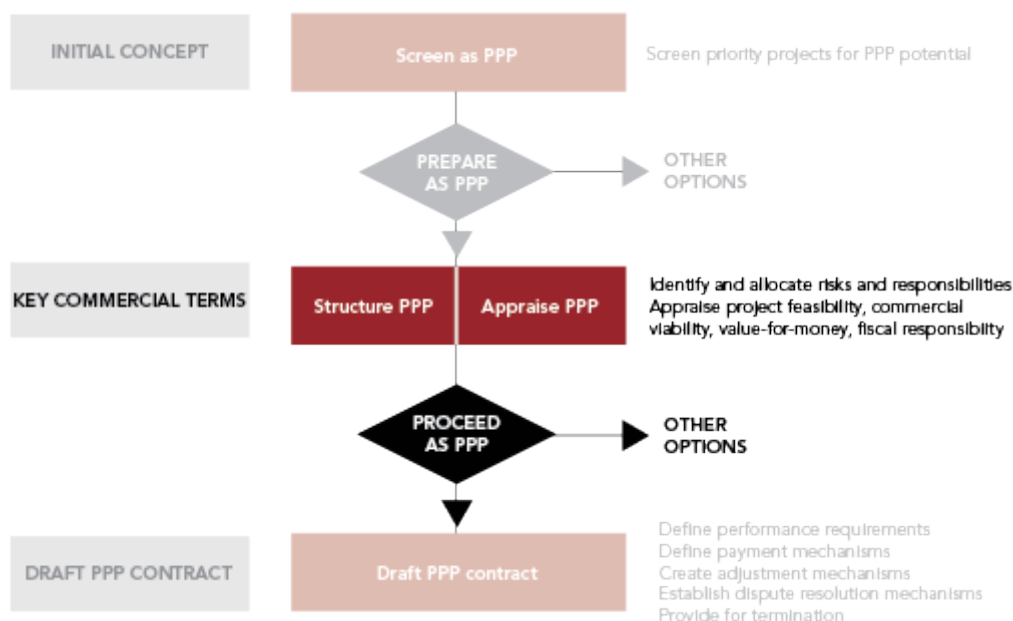 INITIAL CONCEPT
Screen as PPP
Screen priority projects for PPP potential
PREPARE
AS PPP
OTHER
OPTIONS
KEY COMMERCIAL TERMS
Structure PPP
Appraise PPP
Identify and allocate risks and responsibilities
Appraise project feasibility, commercial
viability, value-for-money, fiscal responsiblity
PROCEED
AS PPP
OTHER
OPTIONS
DRAFT PPP CONTRACT
Draft PPP contract
Define performance requirements
Define payment mechanisms
Create adjustment mechanisms
Establish dispute resolution mechanisms
Provide for termination